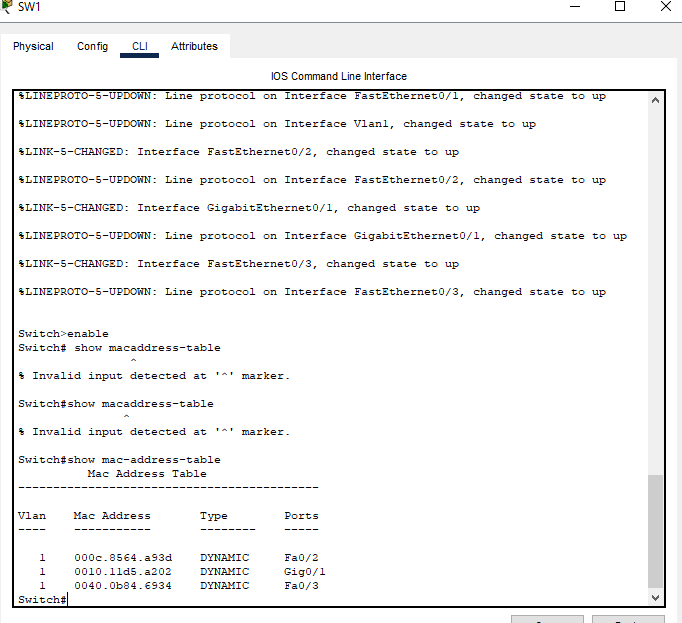 SW1
Physical Config CLI Attributes
IOS Command Line Interface
%LINEPROTO-5-UPDOWN: Line protocol on Interface FastEthernet0/1, changed state to up
%LINEPROTO-5-UPDOWN: Line protocol on Interface Vlan1, changed state to up
%LINK-5-CHANGED: Interface FastEthernet0/2, changed state to up
%LINEPROTO-5-UPDOWN: Line protocol on Interface FastEthernet0/2, changed state to up
%LINK-5-CHANGED: Interface GigabitEthernet0/1, changed state to up
%LINEPROTO-5-UPDOWN: Line protocol on Interface GigabitEthernet0/1, changed state to up
%LINK-5-CHANGED: Interface FastEthernet0/3, changed state to up
%LINEPROTO-5-UPDOWN: Line protocol on Interface FastEthernet0/3, changed state to up
Switch>enable
Switch# show macaddress-table
^
% Invalid input detected at '^' marker.
Switch#show macaddress-table
^
% Invalid input detected at '^' marker.
Switch#show mac-address-table
Mac Address Table
-------------------------------------------
Vlan Mac Address Type Ports
---- ----------- -------- -----
1 000c.8564.a93d DYNAMIC Fa0/2
1 0010.11d5.a202 DYNAMIC Gig0/1
1 0040.0b84.6934 DYNAMIC Fa0/3
Switch#